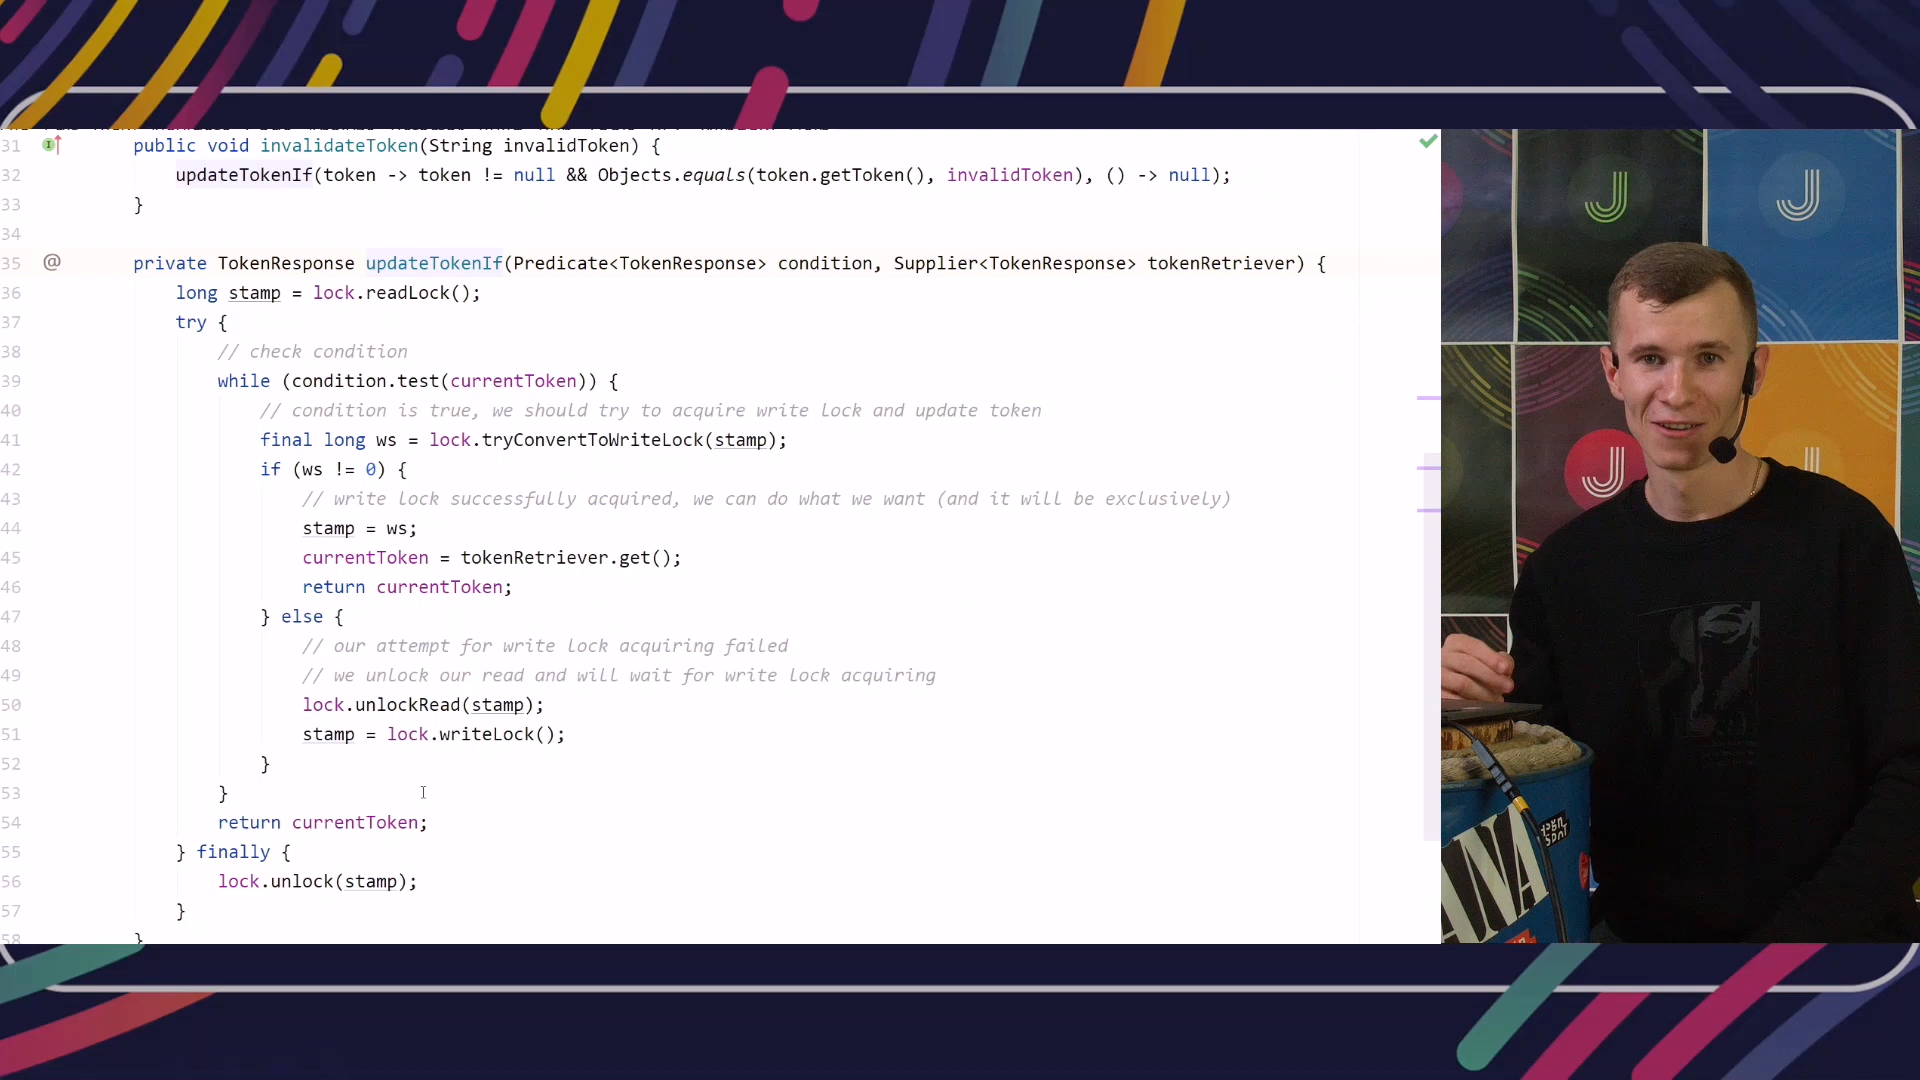 31 public void invalidateToken(String invalidToken) {
32 updateTokenIf(token -> token != null && Objects.equals(token.getToken(), invalidToken), () -> null);
33 }
34
35 @ private TokenResponse updateTokenIf(Predicate<TokenResponse> condition, Supplier<TokenResponse> tokenRetriever) {
36 long stamp = lock.readLock();
37 try {
38 // check condition
39 while (condition.test(currentToken)) {
40 // condition is true, we should try to acquire write lock and update token
41 final long ws = lock.tryConvertToWriteLock(stamp);
42 if (ws != 0) {
43 // write lock successfully acquired, we can do what we want (and it will be exclusively)
44 stamp = ws;
45 currentToken = tokenRetriever.get();
46 return currentToken;
47 } else {
48 // our attempt for write lock acquiring failed
49 // we unlock our read and will wait for write lock acquiring
50 lock.unlockRead(stamp);
51 stamp = lock.writeLock();
52 }
53 }
54 return currentToken;
55 } finally {
56 lock.unlock(stamp);
57 }
58 }